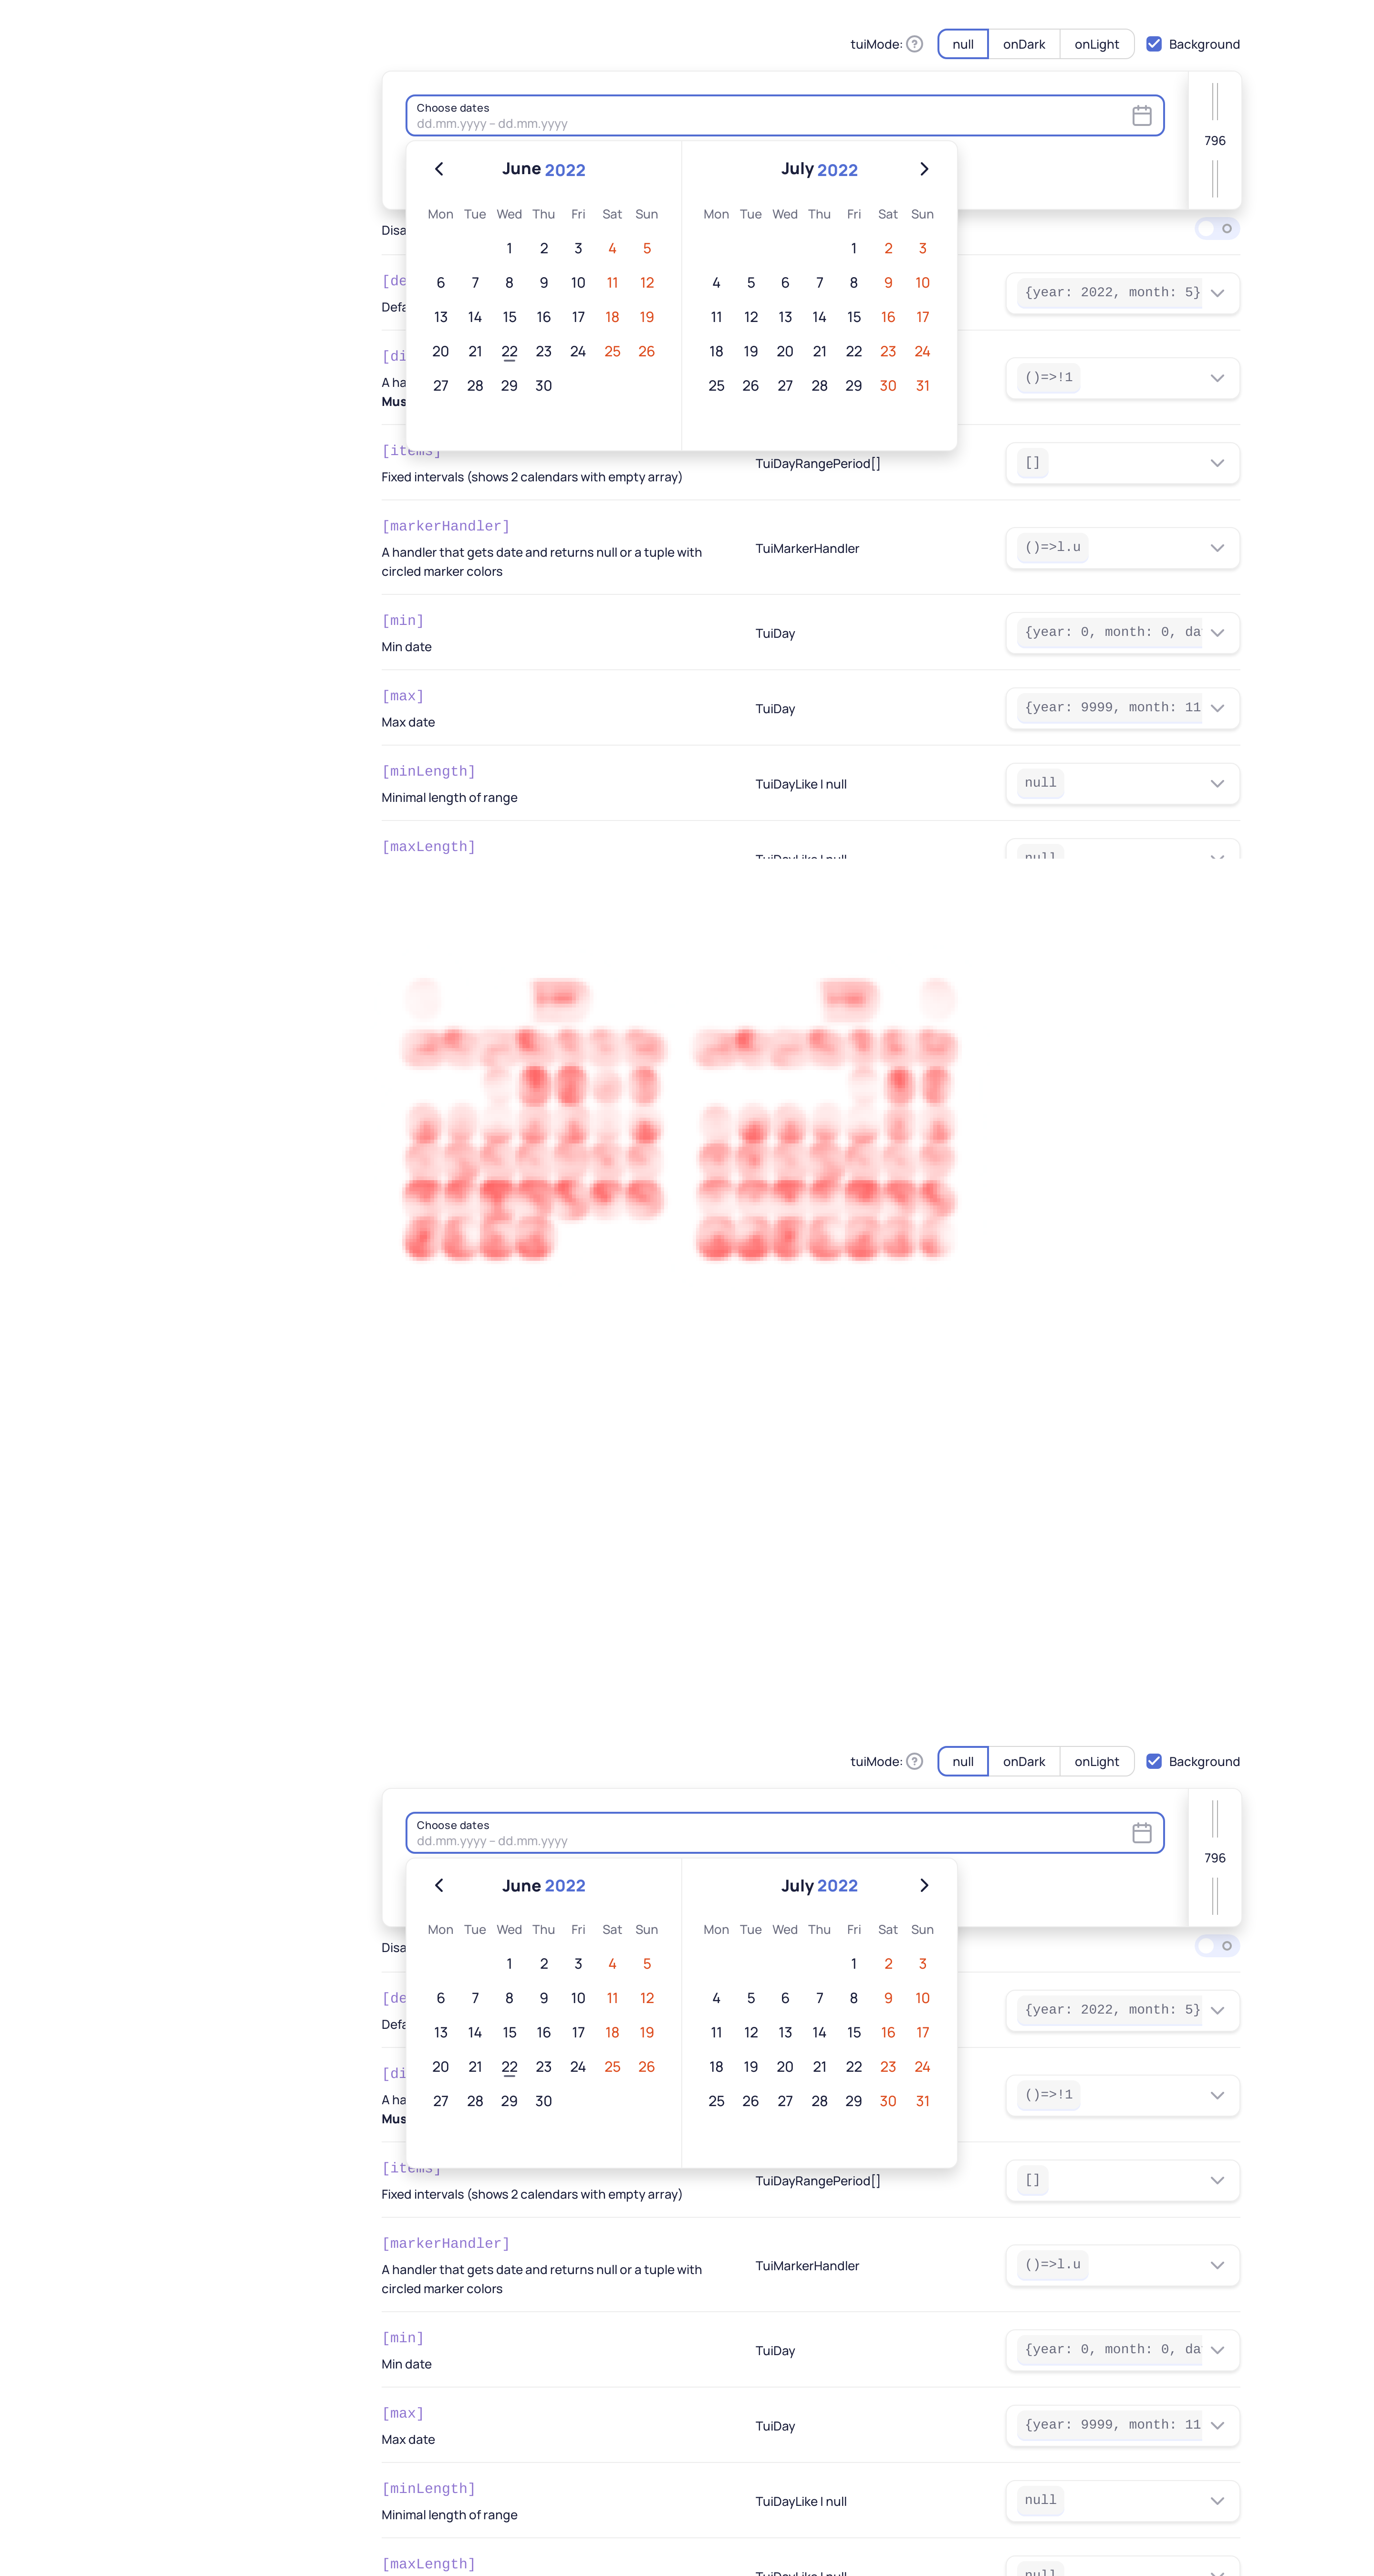 tuiMode: ? null onDark onLight Background
Choose dates
dd.mm.yyyy – dd.mm.yyyy
796
June 2022 July 2022
Mon Tue Wed Thu Fri Sat Sun Mon Tue Wed Thu Fri Sat Sun
1 2 3 4 5 1 2 3
6 7 8 9 10 11 12 4 5 6 7 8 9 10
13 14 15 16 17 18 19 11 12 13 14 15 16 17
20 21 22 23 24 25 26 18 19 20 21 22 23 24
27 28 29 30 25 26 27 28 29 30 31
Disa
[de
Defa
{year: 2022, month: 5}
[di
A ha
Mus
()=>!1
[items]
Fixed intervals (shows 2 calendars with empty array)
TuiDayRangePeriod[]
[]
[markerHandler]
A handler that gets date and returns null or a tuple with
circled marker colors
TuiMarkerHandler
()=>l.u
[min]
Min date
TuiDay
{year: 0, month: 0, da
[max]
Max date
TuiDay
{year: 9999, month: 11
[minLength]
Minimal length of range
TuiDayLike | null
null
[maxLength]
TuiDayLike | null
null
tuiMode: ? null onDark onLight Background
Choose dates
dd.mm.yyyy – dd.mm.yyyy
796
June 2022 July 2022
Mon Tue Wed Thu Fri Sat Sun Mon Tue Wed Thu Fri Sat Sun
1 2 3 4 5 1 2 3
6 7 8 9 10 11 12 4 5 6 7 8 9 10
13 14 15 16 17 18 19 11 12 13 14 15 16 17
20 21 22 23 24 25 26 18 19 20 21 22 23 24
27 28 29 30 25 26 27 28 29 30 31
Disa
[de
Defa
{year: 2022, month: 5}
[di
A ha
Mus
()=>!1
[items]
Fixed intervals (shows 2 calendars with empty array)
TuiDayRangePeriod[]
[]
[markerHandler]
A handler that gets date and returns null or a tuple with
circled marker colors
TuiMarkerHandler
()=>l.u
[min]
Min date
TuiDay
{year: 0, month: 0, da
[max]
Max date
TuiDay
{year: 9999, month: 11
[minLength]
Minimal length of range
TuiDayLike | null
null
[maxLength]
TuiDayLike | null
null